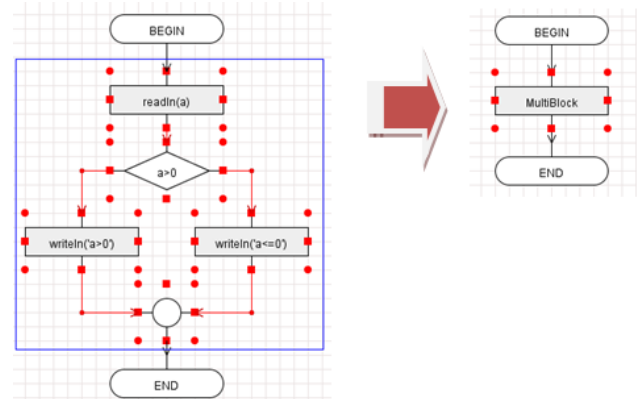 BEGIN
readln(a)
a>0
writeln('a>0')
writeln('a<=0')
END
BEGIN
MultiBlock
END